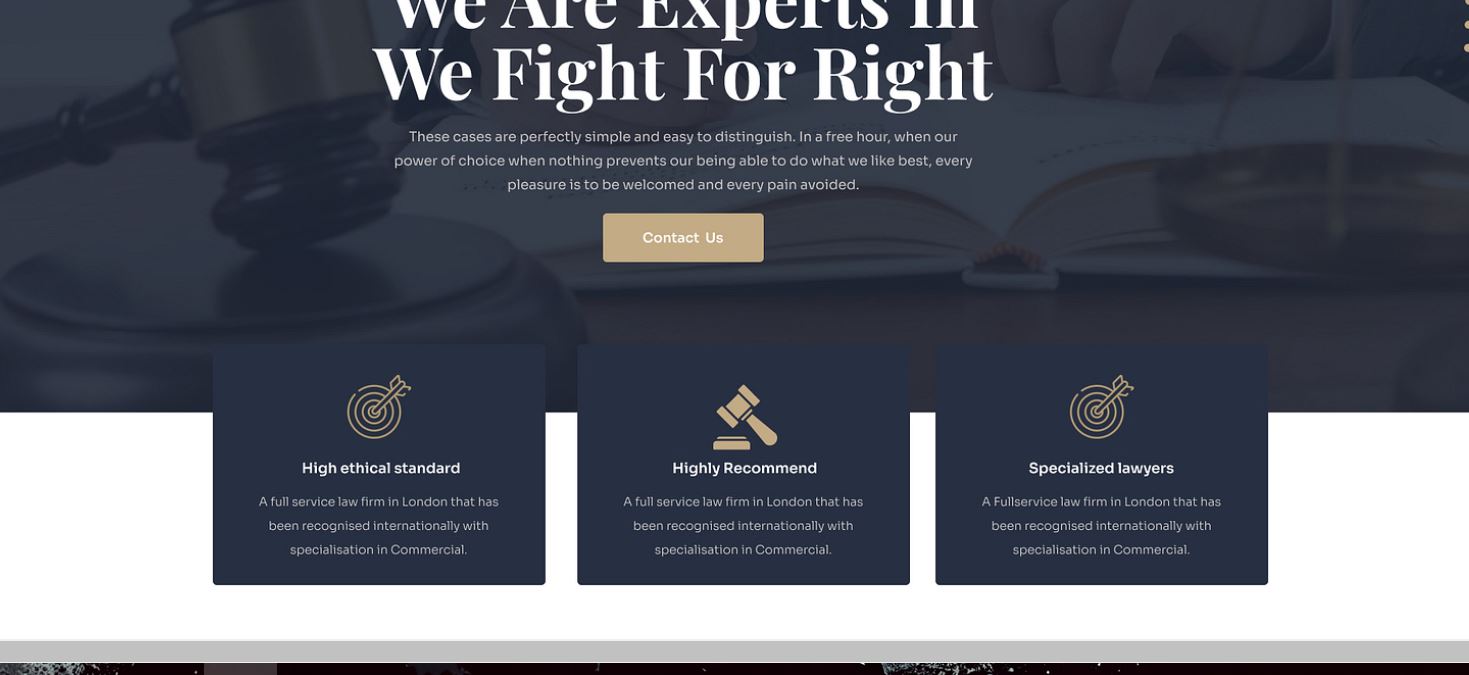 We Are Experts In
We Fight For Right
These cases are perfectly simple and easy to distinguish. In a free hour, when our
power of choice when nothing prevents our being able to do what we like best, every
pleasure is to be welcomed and every pain avoided.
Contact Us
High ethical standard
A full service law firm in London that has
been recognised internationally with
specialisation in Commercial.
Highly Recommend
A full service law firm in London that has
been recognised internationally with
specialisation in Commercial.
Specialized lawyers
A Fullservice law firm in London that has
been recognised internationally with
specialisation in Commercial.